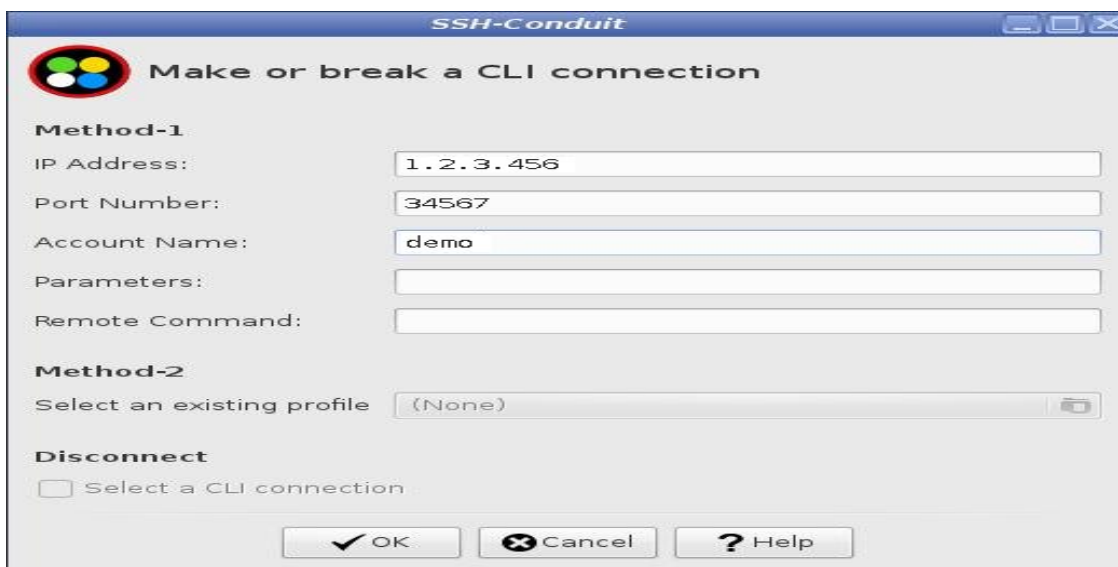 SSH-Conduit
Make or break a CLI connection
Method-1
IP Address: 1.2.3.456
Port Number: 34567
Account Name: demo
Parameters:
Remote Command:
Method-2
Select an existing profile (None)
Disconnect
Select a CLI connection
OK Cancel ? Help